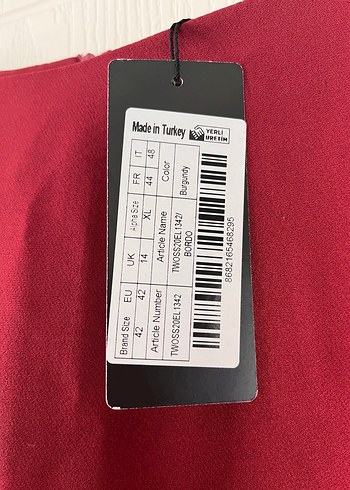 Made in Turkey
YERLİ
ÜRETİM
Brand Size EU UK Alpha Size FR IT
42 42 14 XL 44 48
Article Number Article Name Color
TWOSS20EL1342 TWOSS20EL1342/ Burgundy
BORDO
8682165468295